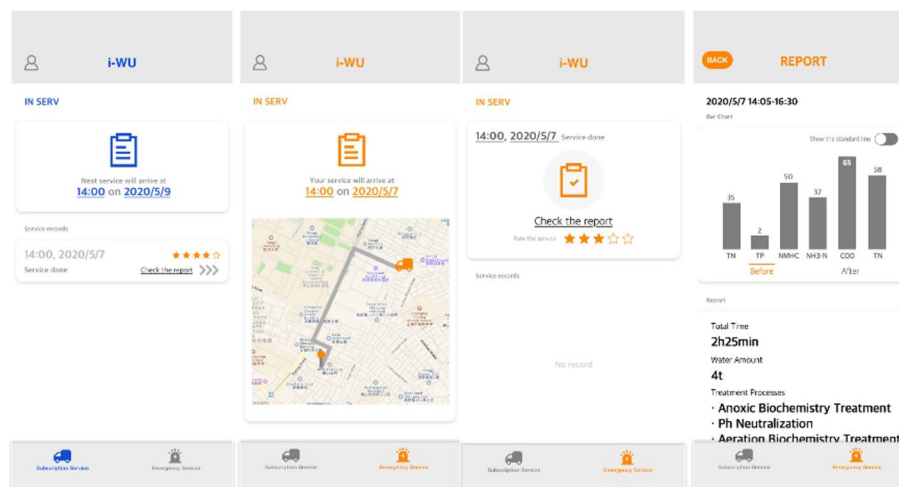 i-WU
IN SERV
Next service will arrive at
14:00 on 2020/5/9
Service records
14:00, 2020/5/7
Service done
Check the report
Subscription Service
Emergency Service
i-WU
IN SERV
Your service will arrive at
14:00 on 2020/5/7
Subscription Service
Emergency Service
i-WU
IN SERV
14:00, 2020/5/7 Service done
Check the report
Rate the service
Service records
No record
Subscription Service
Emergency Service
BACK
REPORT
2020/5/7 14:05-16:30
Bar Chart
Show the standard line
35
2
50
37
65
58
TN
TP
NMHC
NH3-N
COD
TN
Before
After
Report
Total Time
2h25min
Water Amount
4t
Treatment Processes
· Anoxic Biochemistry Treatment
· Ph Neutralization
· Aeration Biochemistry Treatment
Subscription Service
Emergency Service